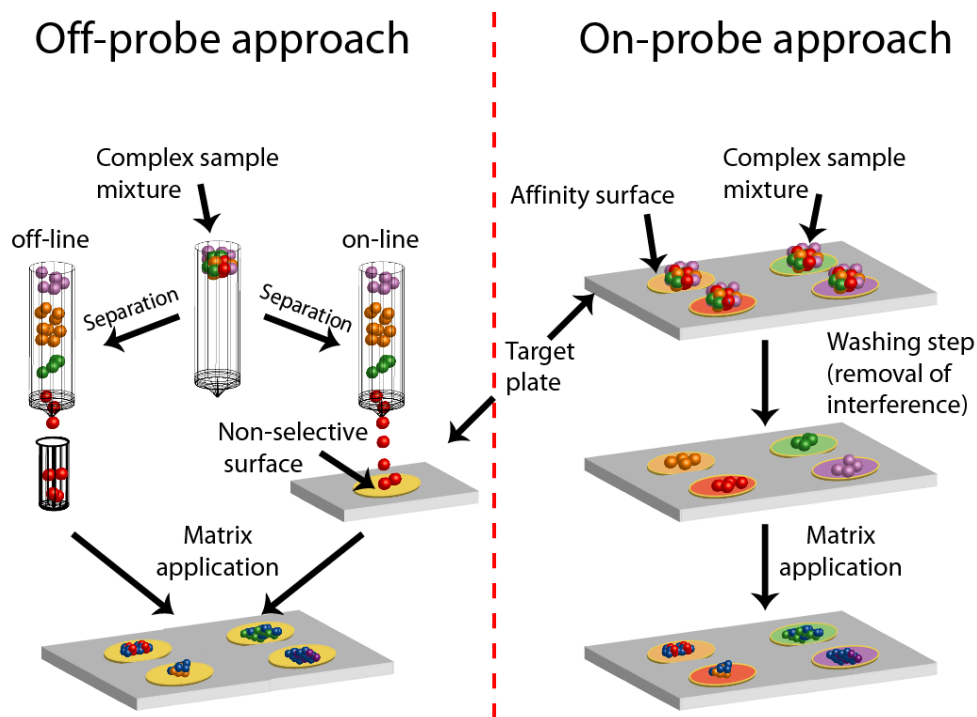 Off-probe approach
Complex sample
mixture
off-line
on-line
Separation
Separation
Non-selective
surface
Matrix
application
Target
plate
On-probe approach
Affinity surface
Complex sample
mixture
Washing step
(removal of
interference)
Matrix
application